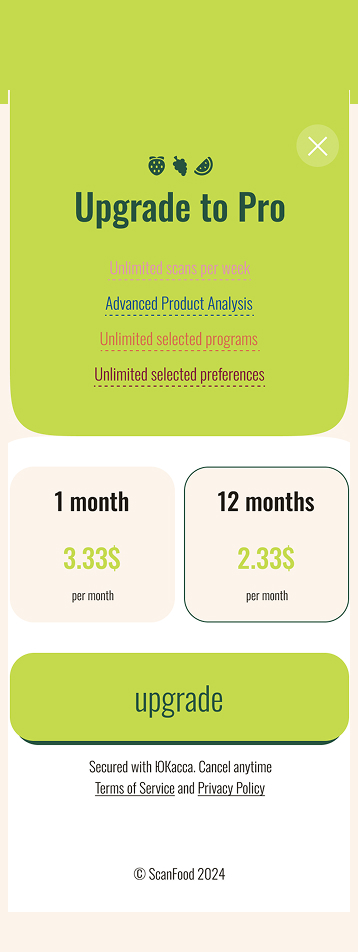 Upgrade to Pro
Unlimited scans per week
Advanced Product Analysis
Unlimited selected programs
Unlimited selected preferences
1 month
12 months
3.33$
2.33$
per month
per month
upgrade
Secured with ЮКасса. Cancel anytime
Terms of Service and Privacy Policy
© ScanFood 2024